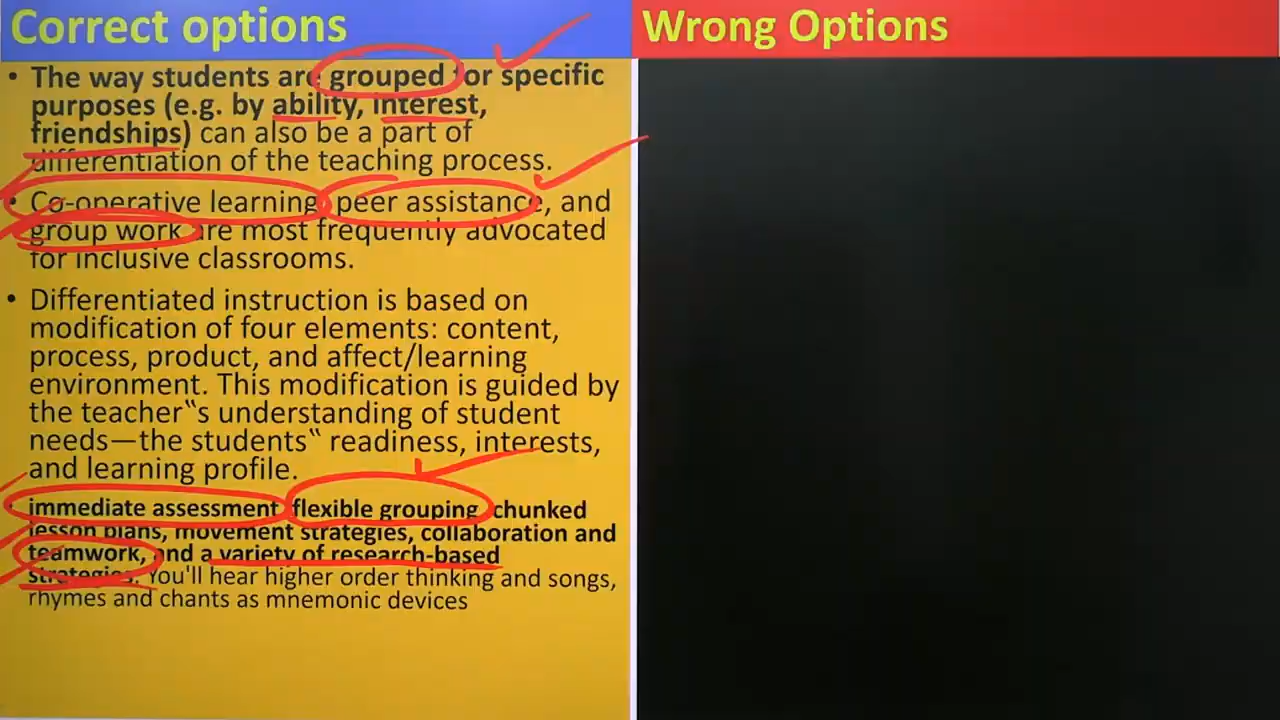 Correct options
Wrong Options
• The way students are grouped for specific
purposes (e.g. by ability, interest,
friendships) can also be a part of
differentiation of the teaching process.
• Co-operative learning, peer assistance, and
group work are most frequently advocated
for inclusive classrooms.
• Differentiated instruction is based on
modification of four elements: content,
process, product, and affect/learning
environment. This modification is guided by
the teacher‟s understanding of student
needs—the students‟ readiness, interests,
and learning profile.
• immediate assessment, flexible grouping, chunked
lesson plans, movement strategies, collaboration and
teamwork, and a variety of research-based
strategies. You'll hear higher order thinking and songs,
rhymes and chants as mnemonic devices